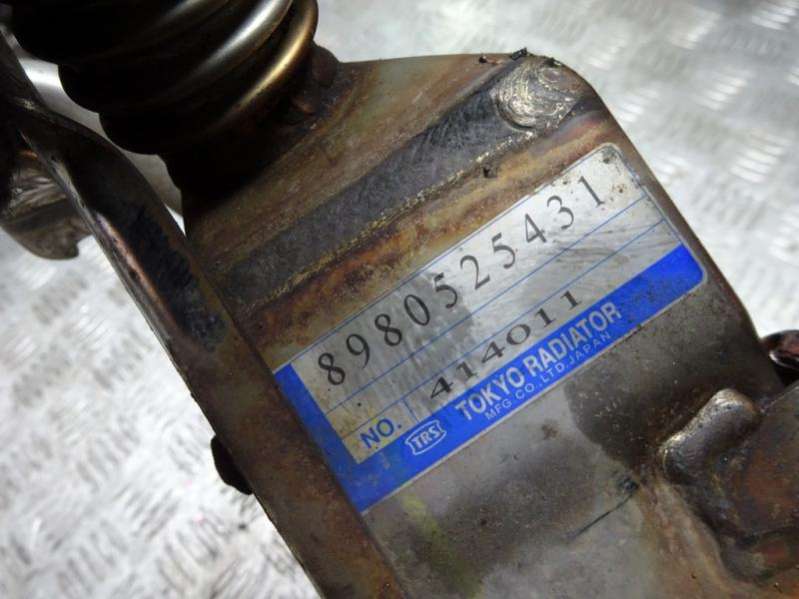 8980525431
NO. 414011
TRS TOKYO RADIATOR
MFG CO.,LTD.JAPAN